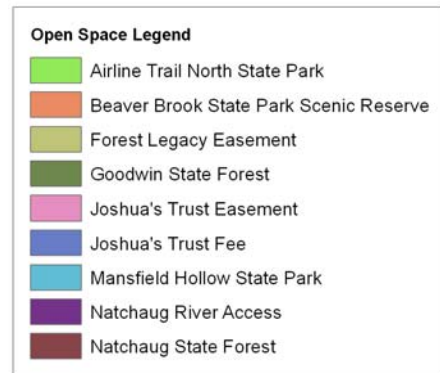 Open Space Legend
Airline Trail North State Park
Beaver Brook State Park Scenic Reserve
Forest Legacy Easement
Goodwin State Forest
Joshua's Trust Easement
Joshua's Trust Fee
Mansfield Hollow State Park
Natchaug River Access
Natchaug State Forest